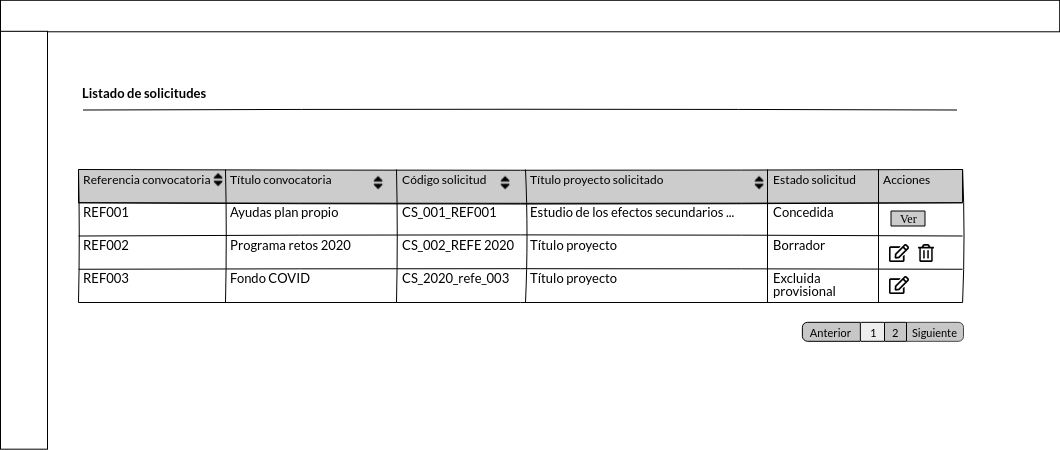 Listado de solicitudes
Referencia convocatoria Título convocatoria Código solicitud Título proyecto solicitado Estado solicitud Acciones
REF001 Ayudas plan propio CS_001_REF001 Estudio de los efectos secundarios ... Concedida Ver
REF002 Programa retos 2020 CS_002_REFE 2020 Título proyecto Borrador
REF003 Fondo COVID CS_2020_refe_003 Título proyecto Excluida
provisional
Anterior 1 2 Siguiente